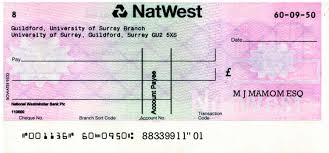 8 NatWest 60-09-50
Guildford, University of Surrey Branch
University of Surrey, Guildford, Surrey GU2 5XS
Pay
Account Payee
£
M J MAMOM ESQ
National Westminster Bank Plc
110600
Cheque No. Branch Sort Code Account No. Transaction Code
"001136" 60"0950: 88339911"01